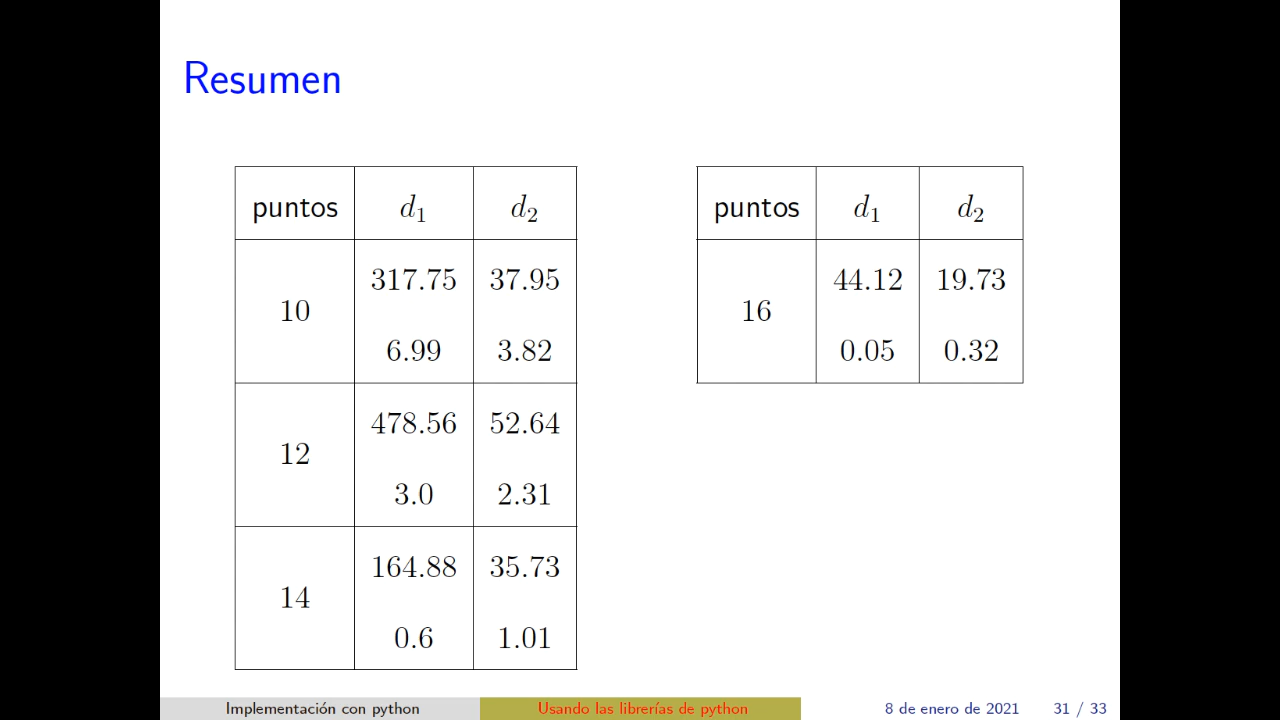 Resumen
puntos d₁ d₂
10
317.75 37.95
6.99 3.82
12
478.56 52.64
3.0 2.31
14
164.88 35.73
0.6 1.01
puntos d₁ d₂
16
44.12 19.73
0.05 0.32
Implementación con python
Usando las librerías de python
8 de enero de 2021
31 / 33